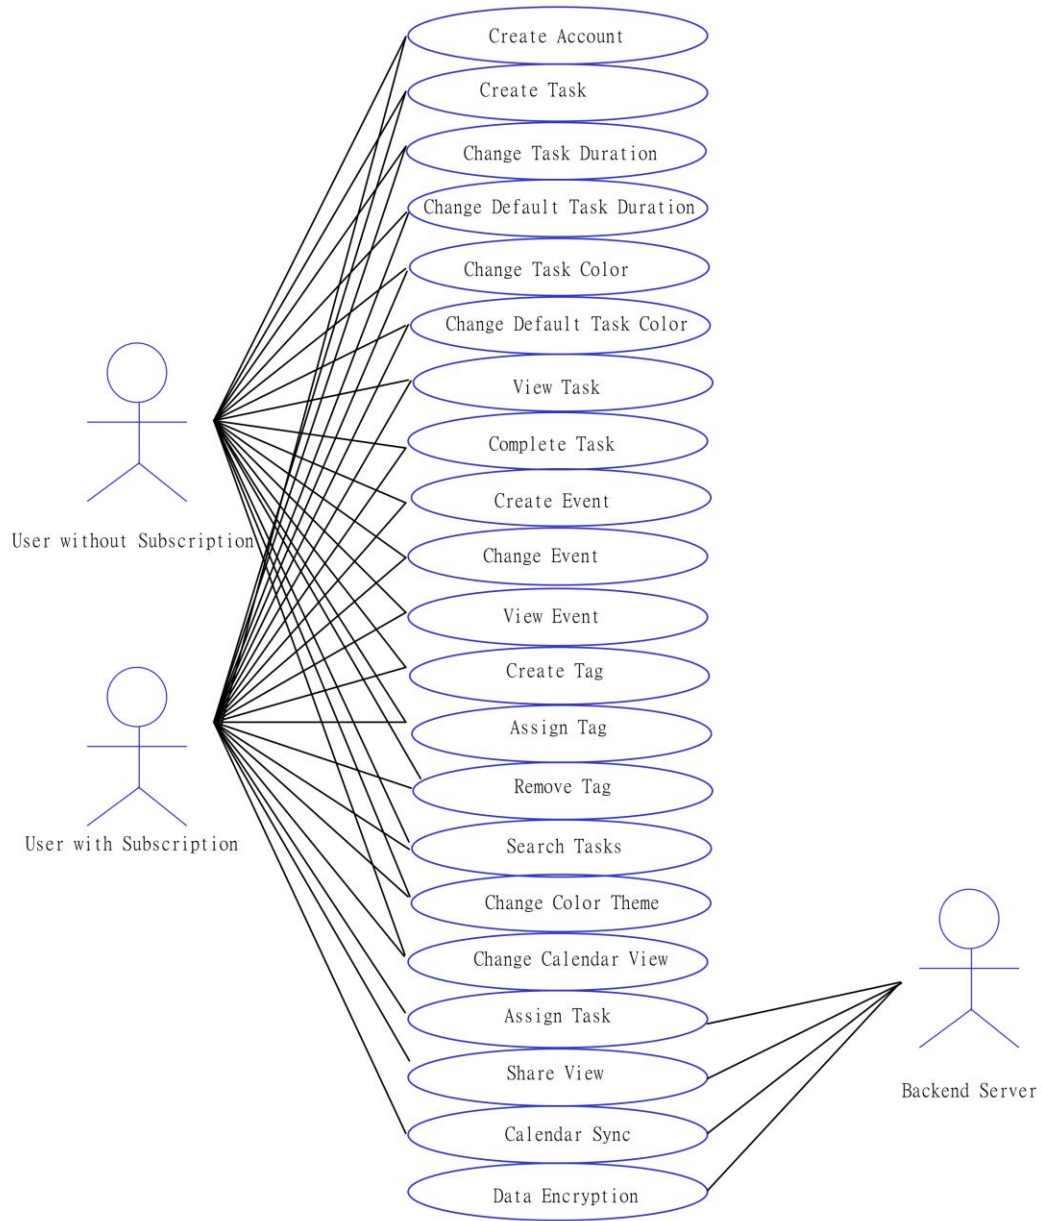 Create Account
Create Task
Change Task Duration
Change Default Task Duration
Change Task Color
Change Default Task Color
View Task
Complete Task
Create Event
User without Subscription
Change Event
View Event
Create Tag
Assign Tag
Remove Tag
User with Subscription
Search Tasks
Change Color Theme
Change Calendar View
Assign Task
Share View
Backend Server
Calendar Sync
Data Encryption